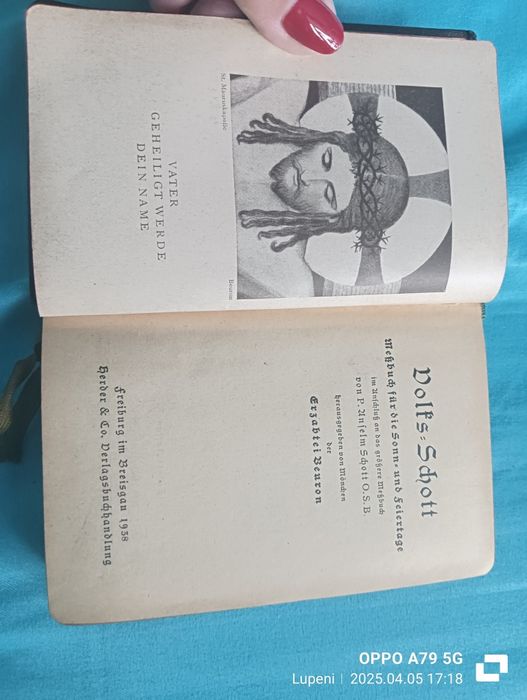 St. Mauruskapelle
Beuron
VATER
GEHEILIGT WERDE
DEIN NAME
Volks-Schott
Meßbuch für die Sonn- und Feiertage
im Anschluß an das größere Meßbuch
von P. Anselm Schott O.S.B.
herausgegeben von Mönchen
der
Erzabtei Beuron
Freiburg im Breisgau 1938
Herder & Co. Verlagsbuchhandlung
OPPO A79 5G
Lupeni | 2025.04.05 17:18